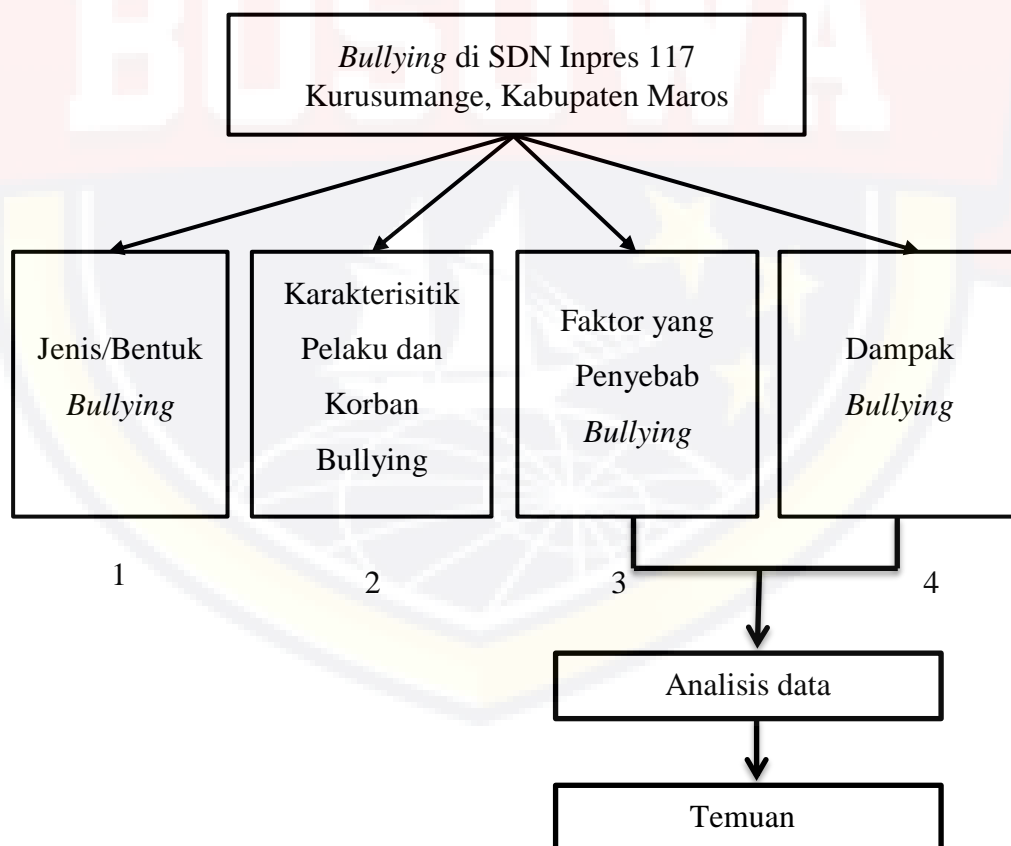 BOSOWA
Bullying di SDN Inpres 117
Kurusumange, Kabupaten Maros
Jenis/Bentuk
Bullying
Karakterisitik
Pelaku dan
Korban
Bullying
Faktor yang
Penyebab
Bullying
Dampak
Bullying
1
2
3
4
Analisis data
Temuan